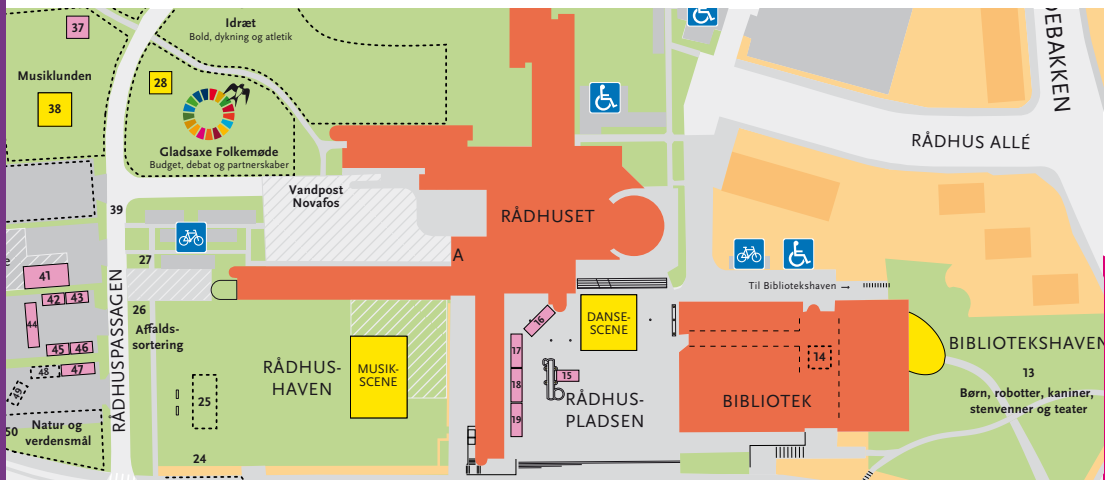 37
Idræt
Bold, dykning og atletik
Musiklunden
38
28
Gladsaxe Folkemøde
Budget, debat og partnerskaber
RÅDHUS ALLÉ
Vandpost
Novafos
39
RÅDHUSET
A
27
41
42
43
44
45
46
47
48
49
50
Natur og
verdensmål
RÅDHUSPASSAGEN
26
Affalds-
sortering
25
24
RÅDHUS-
HAVEN
MUSIK-
SCENE
16
17
18
19
15
DANSE-
SCENE
RÅDHUS-
PLADSEN
Til Bibliotekshaven →
14
BIBLIOTEK
BIBLIOTEKSHAVEN
13
Børn, robotter, kaniner,
stenvenner og teater